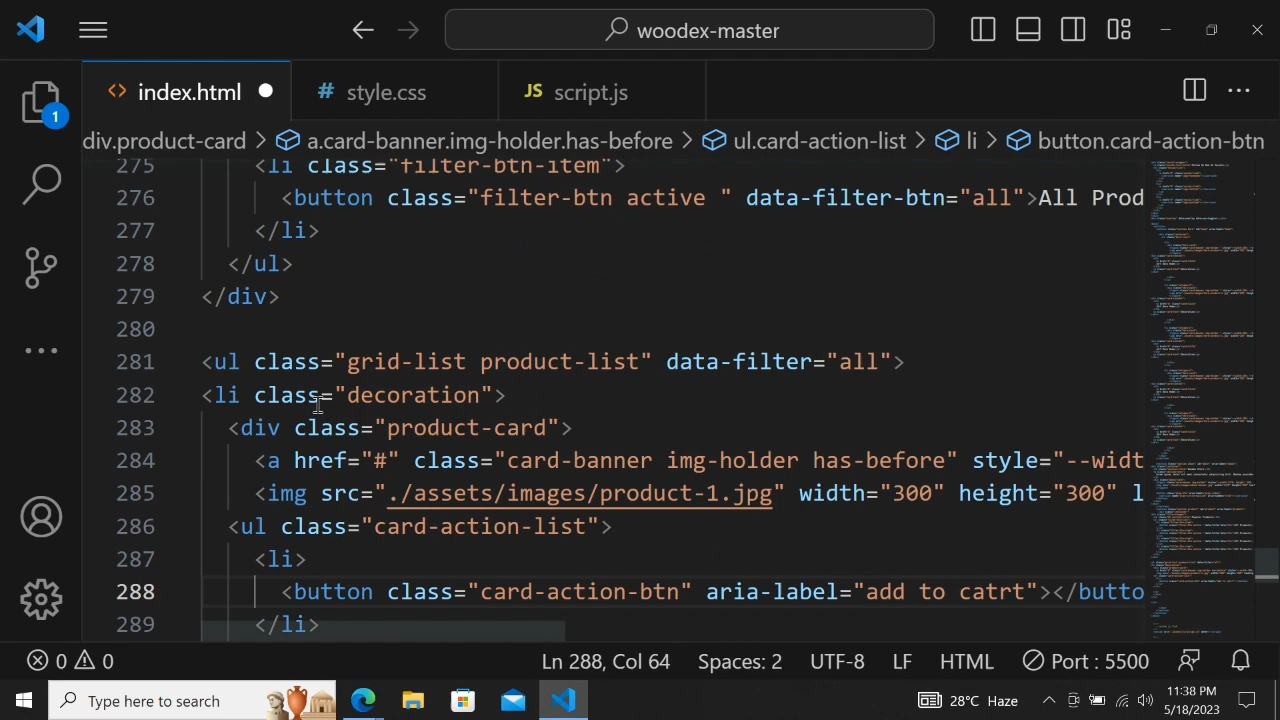 woodex-master
index.html
# style.css
JS script.js
1
div.product-card > a.card-banner.img-holder.has-before > ul.card-action-list > li > button.card-action-btn
275 <li class="filter-btn-item">
276 <button class="filter-btn active " data-filter-btn="all">All Prod
277 </li>
278 </ul>
279 </div>
280
281 <ul class="grid-list product-list" data-filter="all">
282 <li class="decoration">
283 <div class="product-card">
284 <a href="#" class="card-banner img-holder has-before" style="--widt
285 <img src="./assets/images/product-1.jpg" width="300" height="300" l
286 <ul class="card-action-list">
287 <li>
288 <button class="card-action-btn" aria-label="add to catrt"></butto
289 </li>
0 0 Ln 288, Col 64 Spaces: 2 UTF-8 LF HTML Port : 5500
Type here to search 28°C Haze 11:38 PM
5/18/2023